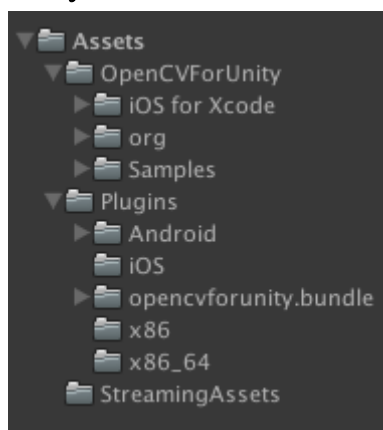 Assets
OpenCVForUnity
iOS for Xcode
org
Samples
Plugins
Android
iOS
opencvforunity.bundle
x86
x86_64
StreamingAssets